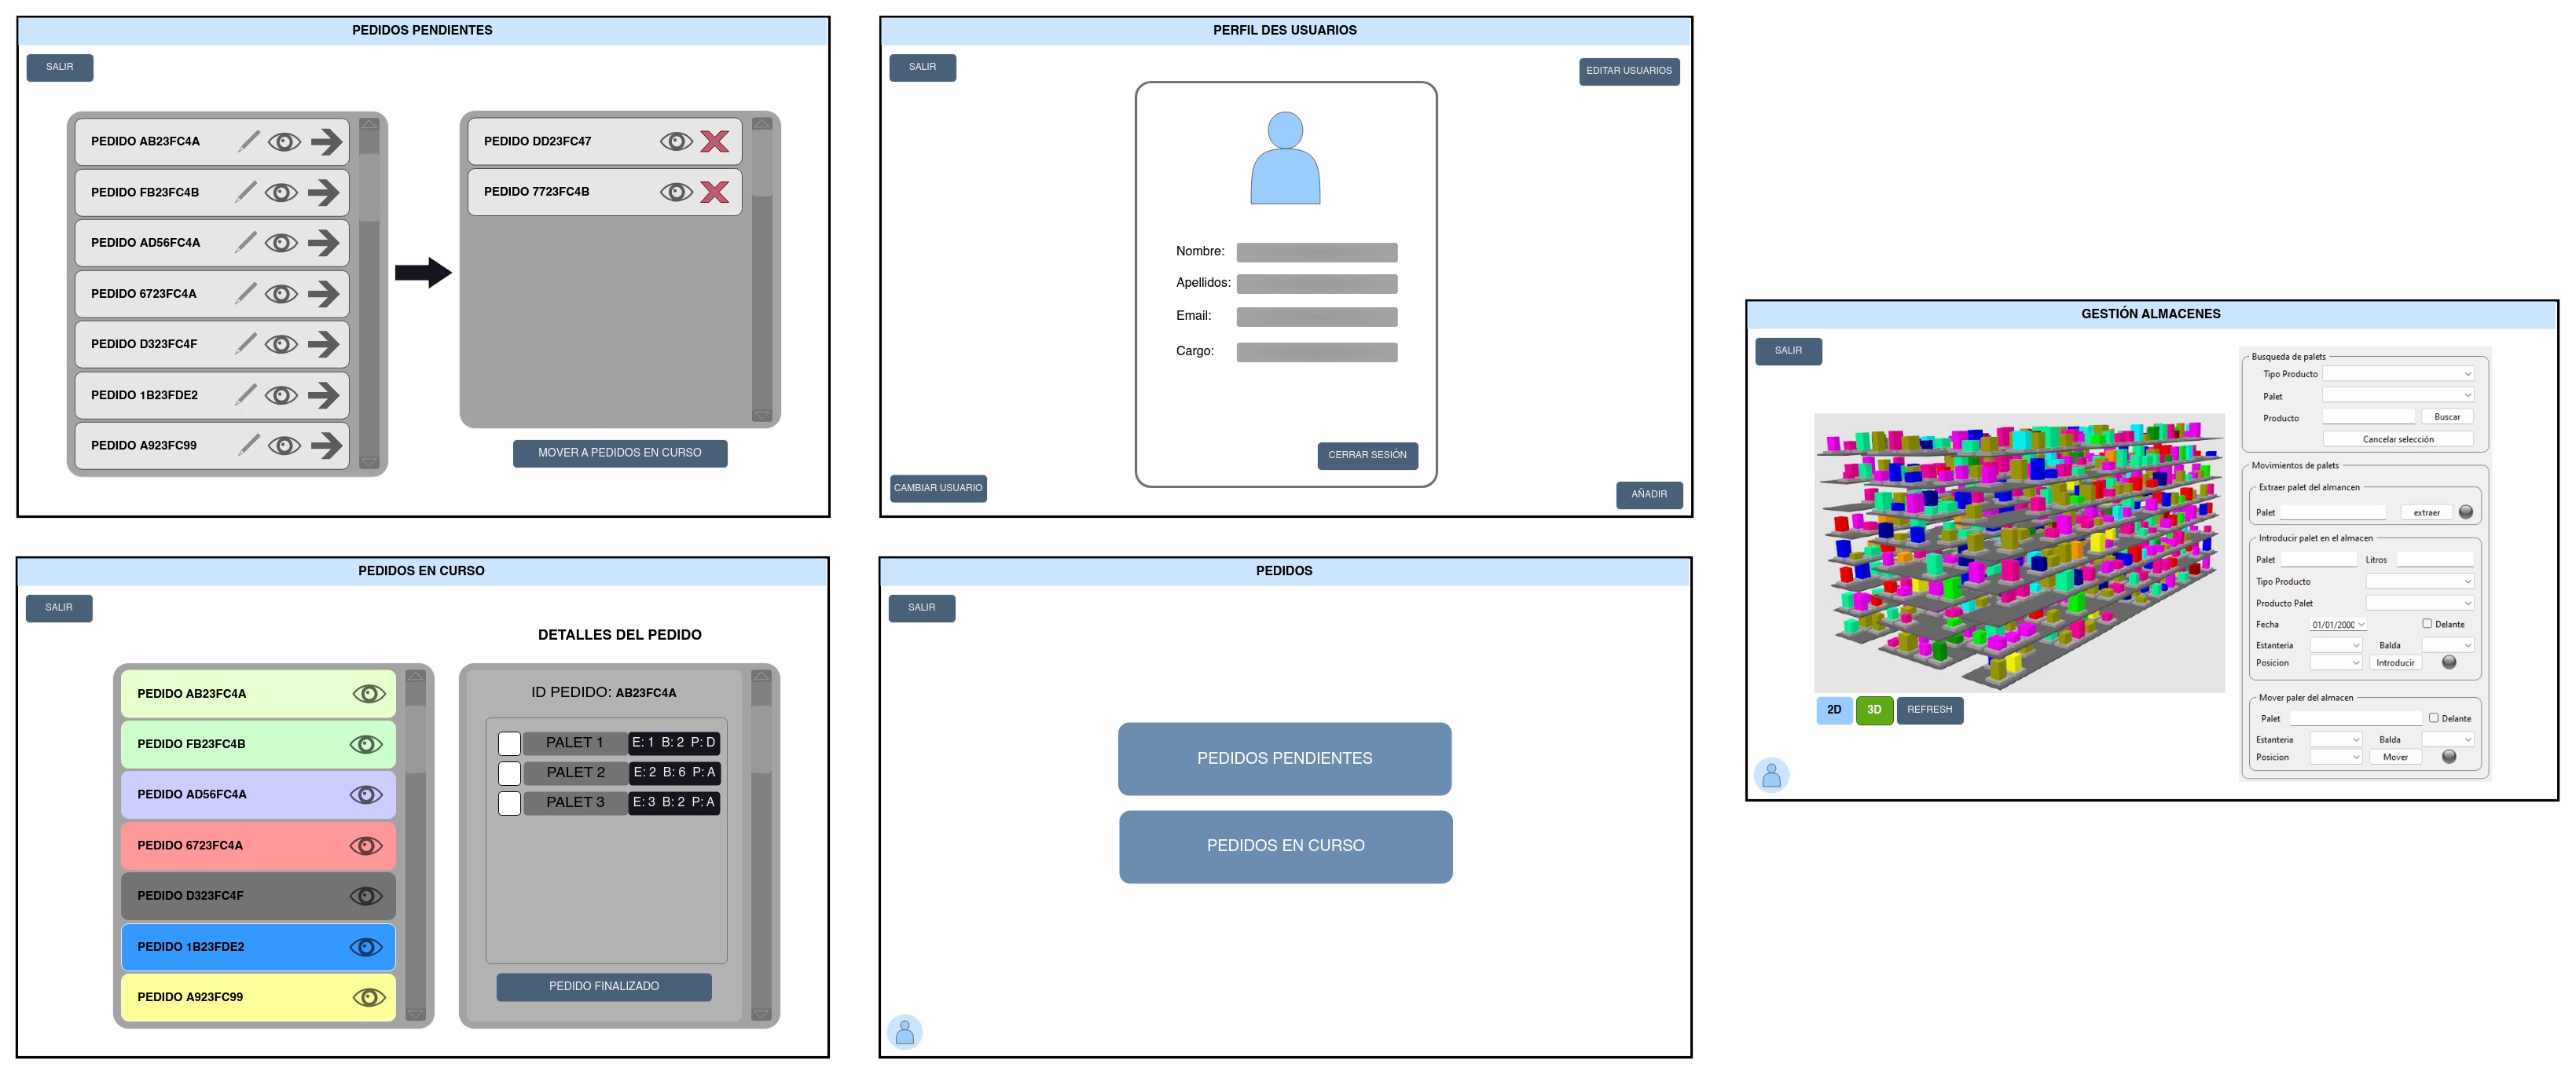 PEDIDOS PENDIENTES
SALIR
PEDIDO AB23FC4A
PEDIDO FB23FC4B
PEDIDO AD56FC4A
PEDIDO 6723FC4A
PEDIDO D323FC4F
PEDIDO 1B23FDE2
PEDIDO A923FC99
PEDIDO DD23FC47
PEDIDO 7723FC4B
MOVER A PEDIDOS EN CURSO
PERFIL DES USUARIOS
SALIR
EDITAR USUARIOS
Nombre:
Apellidos:
Email:
Cargo:
CERRAR SESIÓN
CAMBIAR USUARIO
AÑADIR
GESTIÓN ALMACENES
SALIR
2D 3D REFRESH
Busqueda de palets
Tipo Producto
Palet
Producto Buscar
Cancelar selección
Movimientos de palets
Extraer palet del almancen
Palet extraer
Introducir palet en el almacen
Palet Litros
Tipo Producto
Producto Palet
Fecha 01/01/2000 Delante
Estanteria Balda
Posicion Introducir
Mover paler del almacen
Palet Delante
Estanteria Balda
Posicion Mover
PEDIDOS EN CURSO
SALIR
PEDIDO AB23FC4A
PEDIDO FB23FC4B
PEDIDO AD56FC4A
PEDIDO 6723FC4A
PEDIDO D323FC4F
PEDIDO 1B23FDE2
PEDIDO A923FC99
DETALLES DEL PEDIDO
ID PEDIDO: AB23FC4A
PALET 1 E: 1 B: 2 P: D
PALET 2 E: 2 B: 6 P: A
PALET 3 E: 3 B: 2 P: A
PEDIDO FINALIZADO
PEDIDOS
SALIR
PEDIDOS PENDIENTES
PEDIDOS EN CURSO